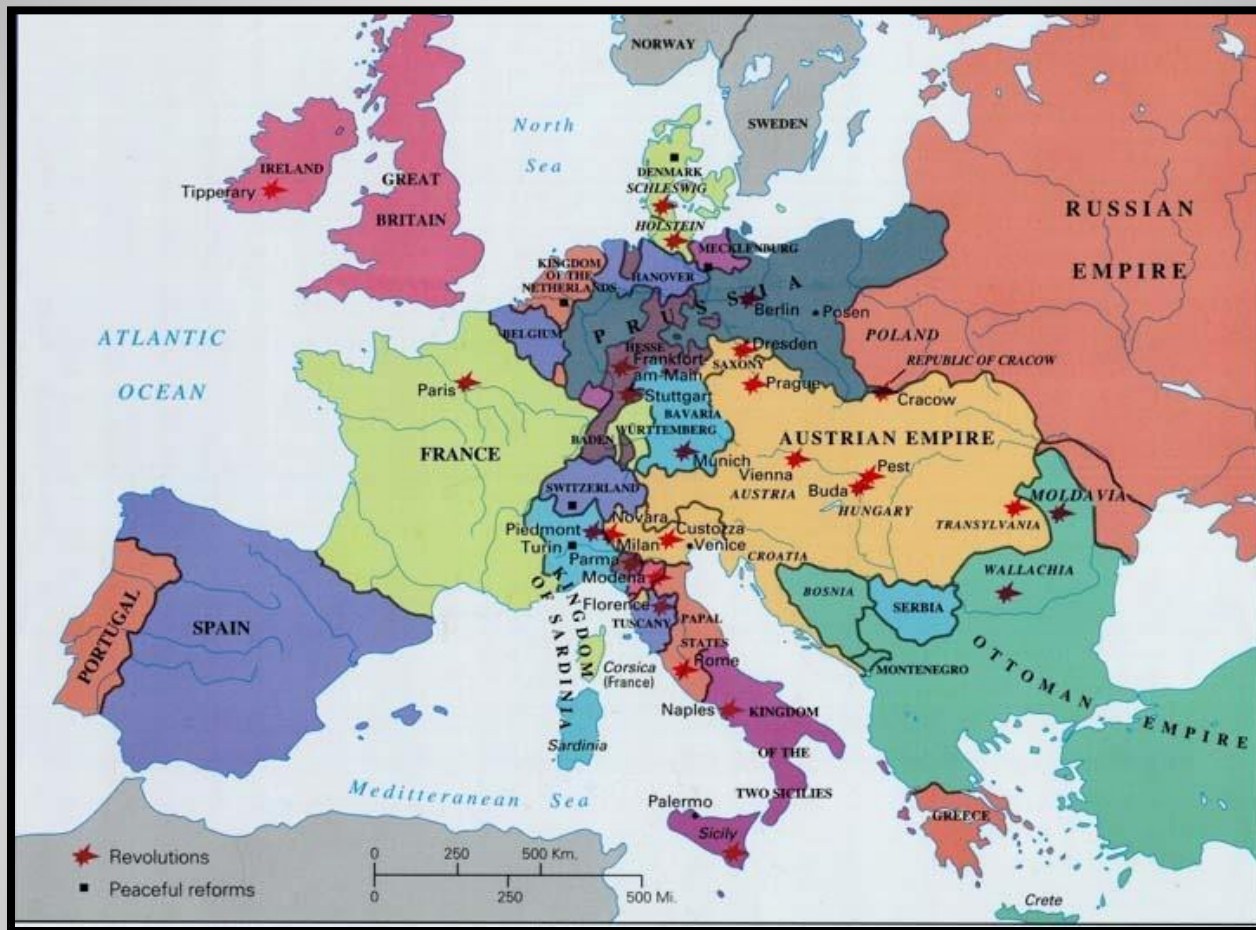 NORWAY
SWEDEN
North
Sea
IRELAND
Tipperary
GREAT
BRITAIN
DENMARK
SCHLESWIG
HOLSTEIN
MECKLENBURG
RUSSIAN
EMPIRE
KINGDOM
OF THE
NETHERLANDS
HANOVER
PRUSSIA
Berlin
Posen
ATLANTIC
OCEAN
BELGIUM
HESSE
Dresden
SAXONY
POLAND
REPUBLIC OF CRACOW
Frankfort-
am-Main
Prague
Cracow
Paris
Stuttgart
BAVARIA
WÜRTTEMBERG
BADEN
FRANCE
AUSTRIAN EMPIRE
Munich
Vienna
Pest
Buda
AUSTRIA
HUNGARY
SWITZERLAND
MOLDAVIA
TRANSYLVANIA
Piedmont
Novara
Custozza
Turin
Milan
Venice
CROATIA
Parma
Modena
WALLACHIA
BOSNIA
SERBIA
Florence
TUSCANY
PAPAL
STATES
KINGDOM
OF SARDINIA
PORTUGAL
SPAIN
Corsica
(France)
Rome
MONTENEGRO
OTTOMAN
EMPIRE
Naples
KINGDOM
OF THE
TWO SICILIES
Sardinia
Mediterranean Sea
Palermo
Sicily
GREECE
Crete
Revolutions
Peaceful reforms
0 250 500 Km.
0 250 500 Mi.